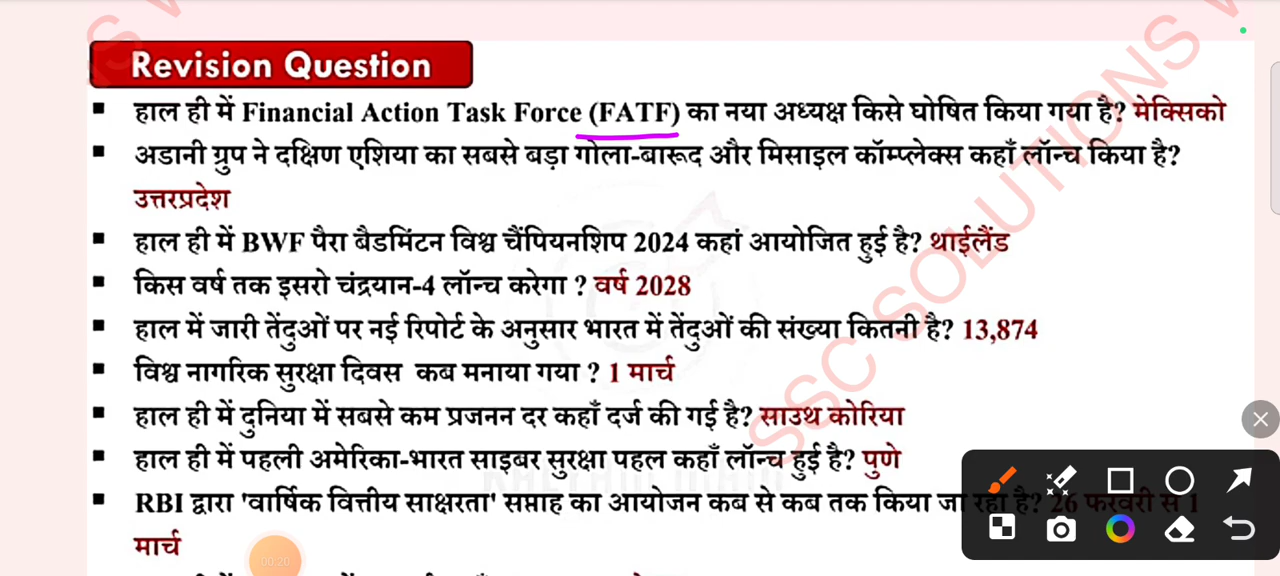 Revision Question
हाल ही में Financial Action Task Force (FATF) का नया अध्यक्ष किसे घोषित किया गया है? मेक्सिको
अडानी ग्रुप ने दक्षिण एशिया का सबसे बड़ा गोला-बारूद और मिसाइल कॉम्प्लेक्स कहाँ लॉन्च किया है?
उत्तरप्रदेश
हाल ही में BWF पैरा बैडमिंटन विश्व चैंपियनशिप 2024 कहां आयोजित हुई है? थाईलैंड
किस वर्ष तक इसरो चंद्रयान-4 लॉन्च करेगा ? वर्ष 2028
हाल में जारी तेंदुओं पर नई रिपोर्ट के अनुसार भारत में तेंदुओं की संख्या कितनी है? 13,874
विश्व नागरिक सुरक्षा दिवस कब मनाया गया ? 1 मार्च
हाल ही में दुनिया में सबसे कम प्रजनन दर कहाँ दर्ज की गई है? साउथ कोरिया
हाल ही में पहली अमेरिका-भारत साइबर सुरक्षा पहल कहाँ लॉन्च हुई है? पुणे
RBI द्वारा 'वार्षिक वित्तीय साक्षरता' सप्ताह का आयोजन कब से कब तक किया जा रहा है? 26 फरवरी से 1
मार्च
SSC SOLUTIONS
00:20